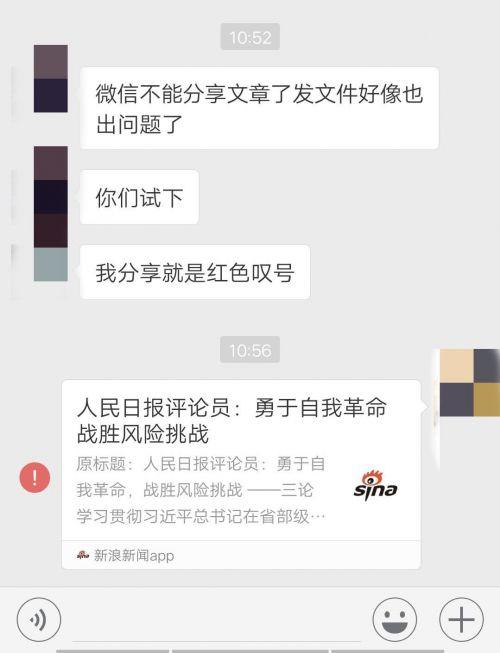 10:52
微信不能分享文章了发文件好像也
出问题了
你们试下
我分享就是红色叹号
10:56
人民日报评论员：勇于自我革命
战胜风险挑战
原标题：人民日报评论员：勇于自
我革命，战胜风险挑战 ——三论
学习贯彻习近平总书记在省部级…
sina
!
sina 新浪新闻app